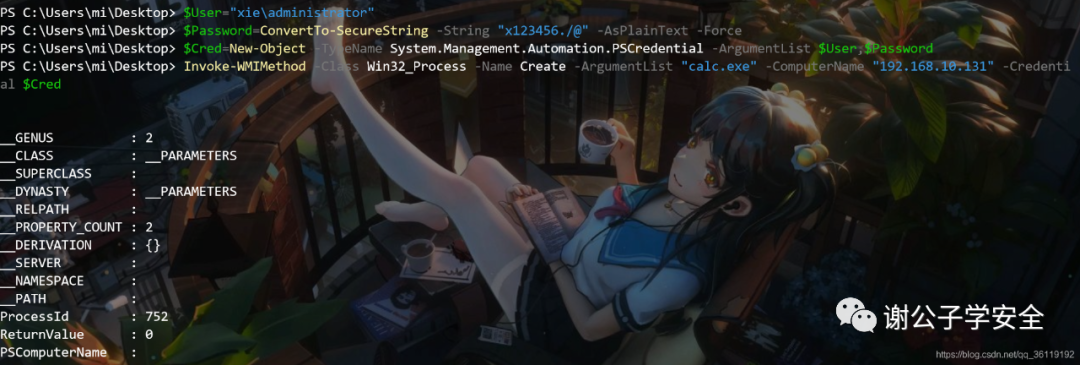 PS C:\Users\mi\Desktop> $User="xie\administrator"
PS C:\Users\mi\Desktop> $Password=ConvertTo-SecureString -String "x123456./@" -AsPlainText -Force
PS C:\Users\mi\Desktop> $Cred=New-Object -TypeName System.Management.Automation.PSCredential -ArgumentList $User,$Password
PS C:\Users\mi\Desktop> Invoke-WMIMethod -Class Win32_Process -Name Create -ArgumentList "calc.exe" -ComputerName "192.168.10.131" -Credenti
al $Cred
__GENUS : 2
__CLASS : __PARAMETERS
__SUPERCLASS :
__DYNASTY : __PARAMETERS
__RELPATH :
__PROPERTY_COUNT : 2
__DERIVATION : {}
__SERVER :
__NAMESPACE :
__PATH :
ProcessId : 752
ReturnValue : 0
PSComputerName :
谢公子学安全
https://blog.csdn.net/qq_36119192